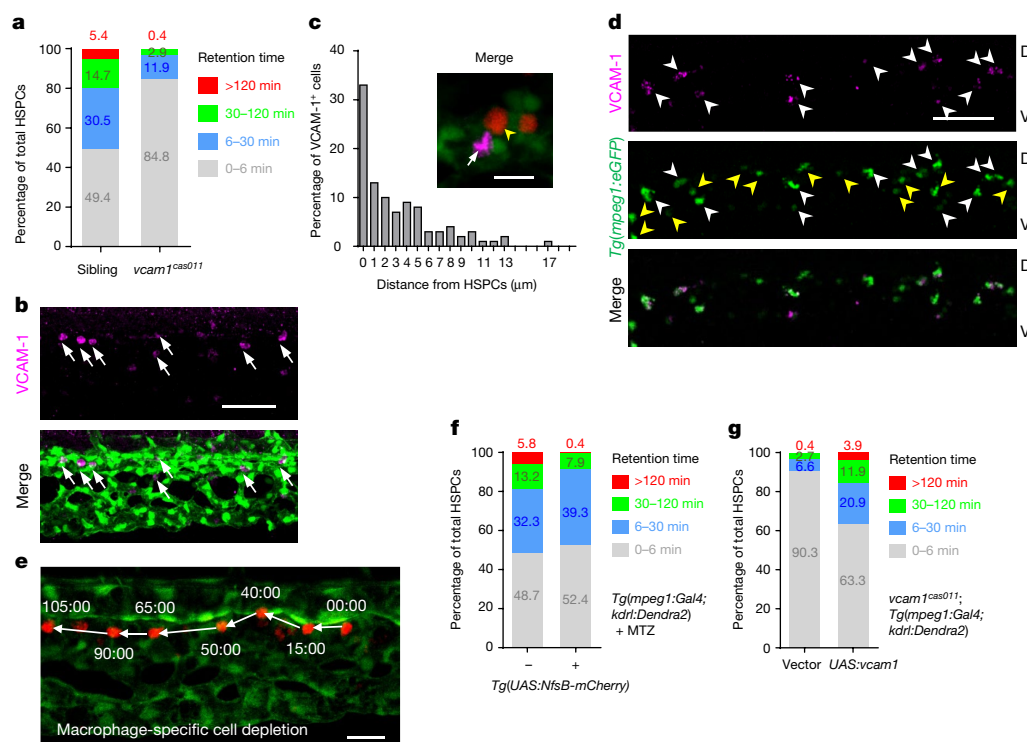 a
5.4 0.4
Percentage of total HSPCs
100
80
60
40
20
0
14.7
30.5
49.4
2.9
11.9
84.8
Sibling vcam1cas011
Retention time
>120 min
30–120 min
6–30 min
0–6 min
b
VCAM-1
Merge
c
Percentage of VCAM-1+ cells
40
30
20
10
0
Merge
0 1 2 3 4 5 6 7 8 9 11 13 17
Distance from HSPCs (μm)
d
VCAM-1
Tg(mpeg1:eGFP)
Merge
D
V
D
V
D
V
e
105:00
90:00
65:00
50:00
40:00
15:00
00:00
Macrophage-specific cell depletion
f
5.8 0.4
Percentage of total HSPCs
100
80
60
40
20
0
13.2
32.3
48.7
7.9
39.3
52.4
– +
Tg(UAS:NfsB-mCherry)
Retention time
>120 min
30–120 min
6–30 min
0–6 min
Tg(mpeg1:Gal4;
kdrl:Dendra2)
+ MTZ
g
0.4 3.9
Percentage of total HSPCs
100
80
60
40
20
0
2.7
6.6
90.3
11.9
20.9
63.3
Vector UAS:vcam1
Retention time
>120 min
30–120 min
6–30 min
0–6 min
vcam1cas011;
Tg(mpeg1:Gal4;
kdrl:Dendra2)